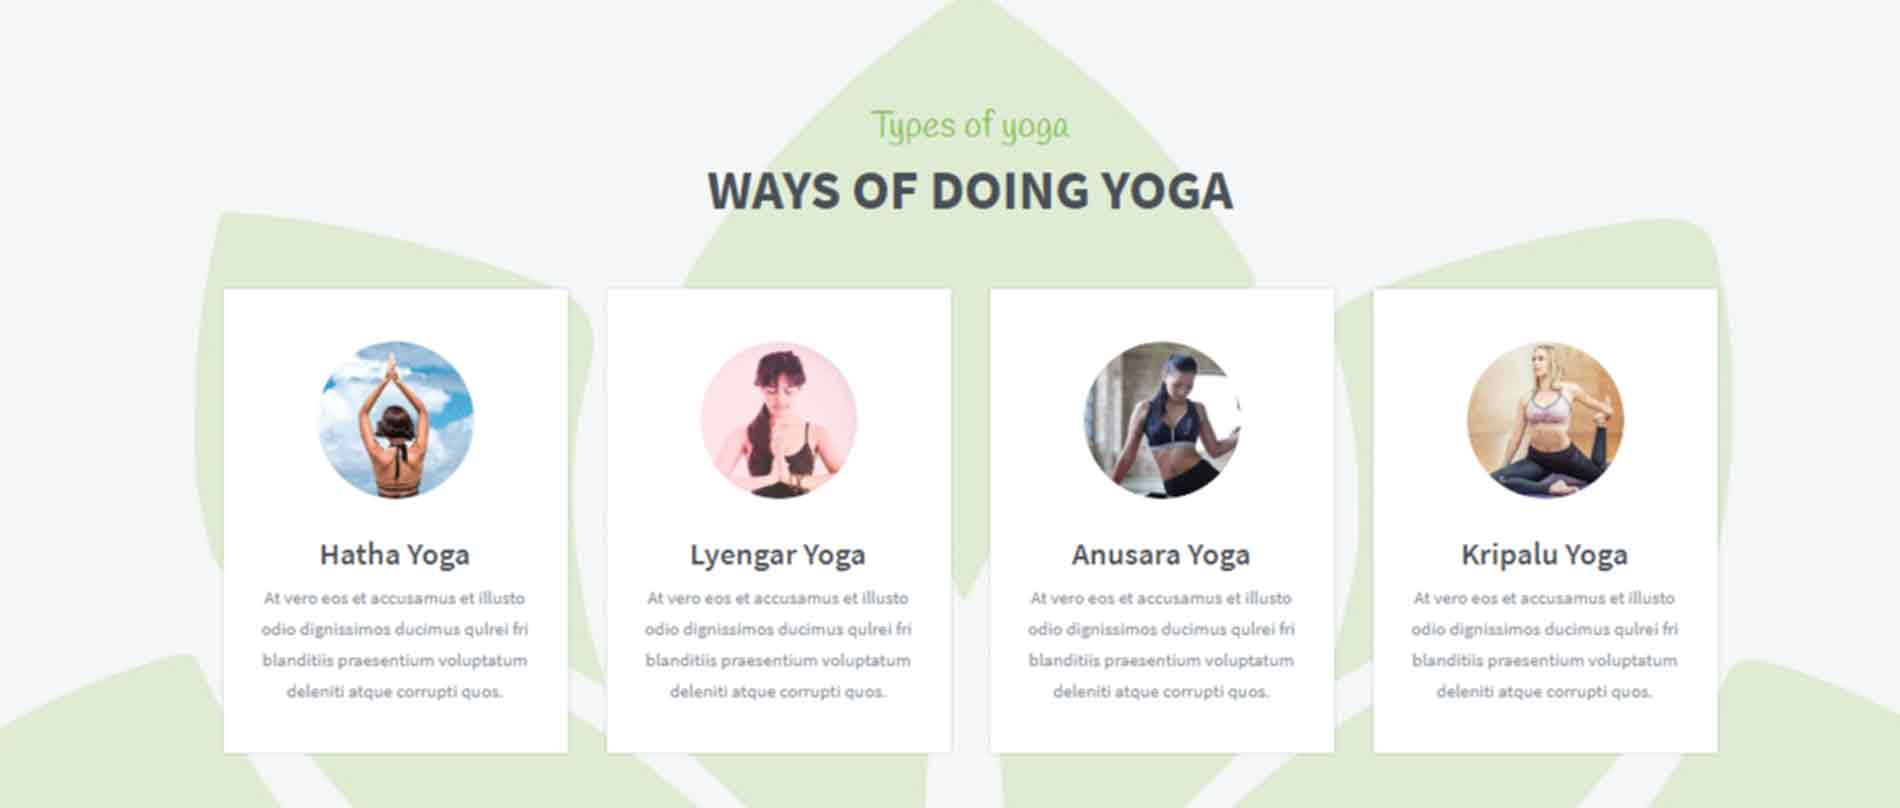 Types of yoga
WAYS OF DOING YOGA
Hatha Yoga
At vero eos et accusamus et illusto
odio dignissimos ducimus qulrei fri
blanditiis praesentium voluptatum
deleniti atque corrupti quos.
Lyengar Yoga
At vero eos et accusamus et illusto
odio dignissimos ducimus qulrei fri
blanditiis praesentium voluptatum
deleniti atque corrupti quos.
Anusara Yoga
At vero eos et accusamus et illusto
odio dignissimos ducimus qulrei fri
blanditiis praesentium voluptatum
deleniti atque corrupti quos.
Kripalu Yoga
At vero eos et accusamus et illusto
odio dignissimos ducimus qulrei fri
blanditiis praesentium voluptatum
deleniti atque corrupti quos.